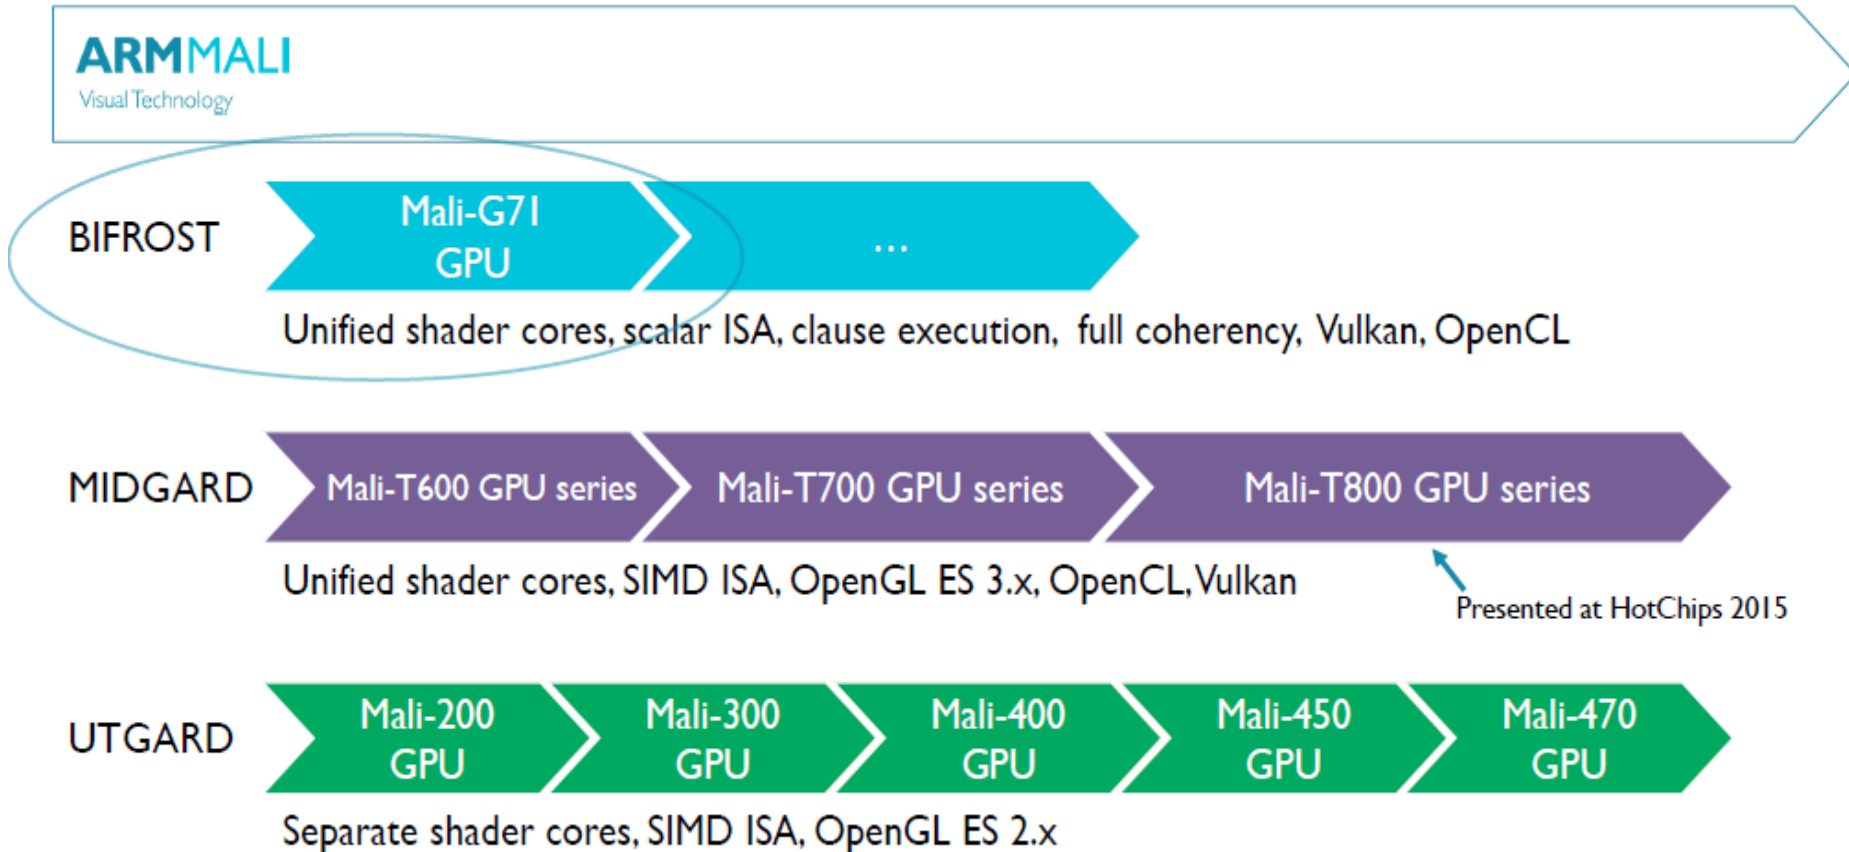 ARMMALI
Visual Technology
BIFROST
Mali-G71
GPU
...
Unified shader cores, scalar ISA, clause execution, full coherency, Vulkan, OpenCL
MIDGARD
Mali-T600 GPU series
Mali-T700 GPU series
Mali-T800 GPU series
Unified shader cores, SIMD ISA, OpenGL ES 3.x, OpenCL, Vulkan
Presented at HotChips 2015
UTGARD
Mali-200
GPU
Mali-300
GPU
Mali-400
GPU
Mali-450
GPU
Mali-470
GPU
Separate shader cores, SIMD ISA, OpenGL ES 2.x